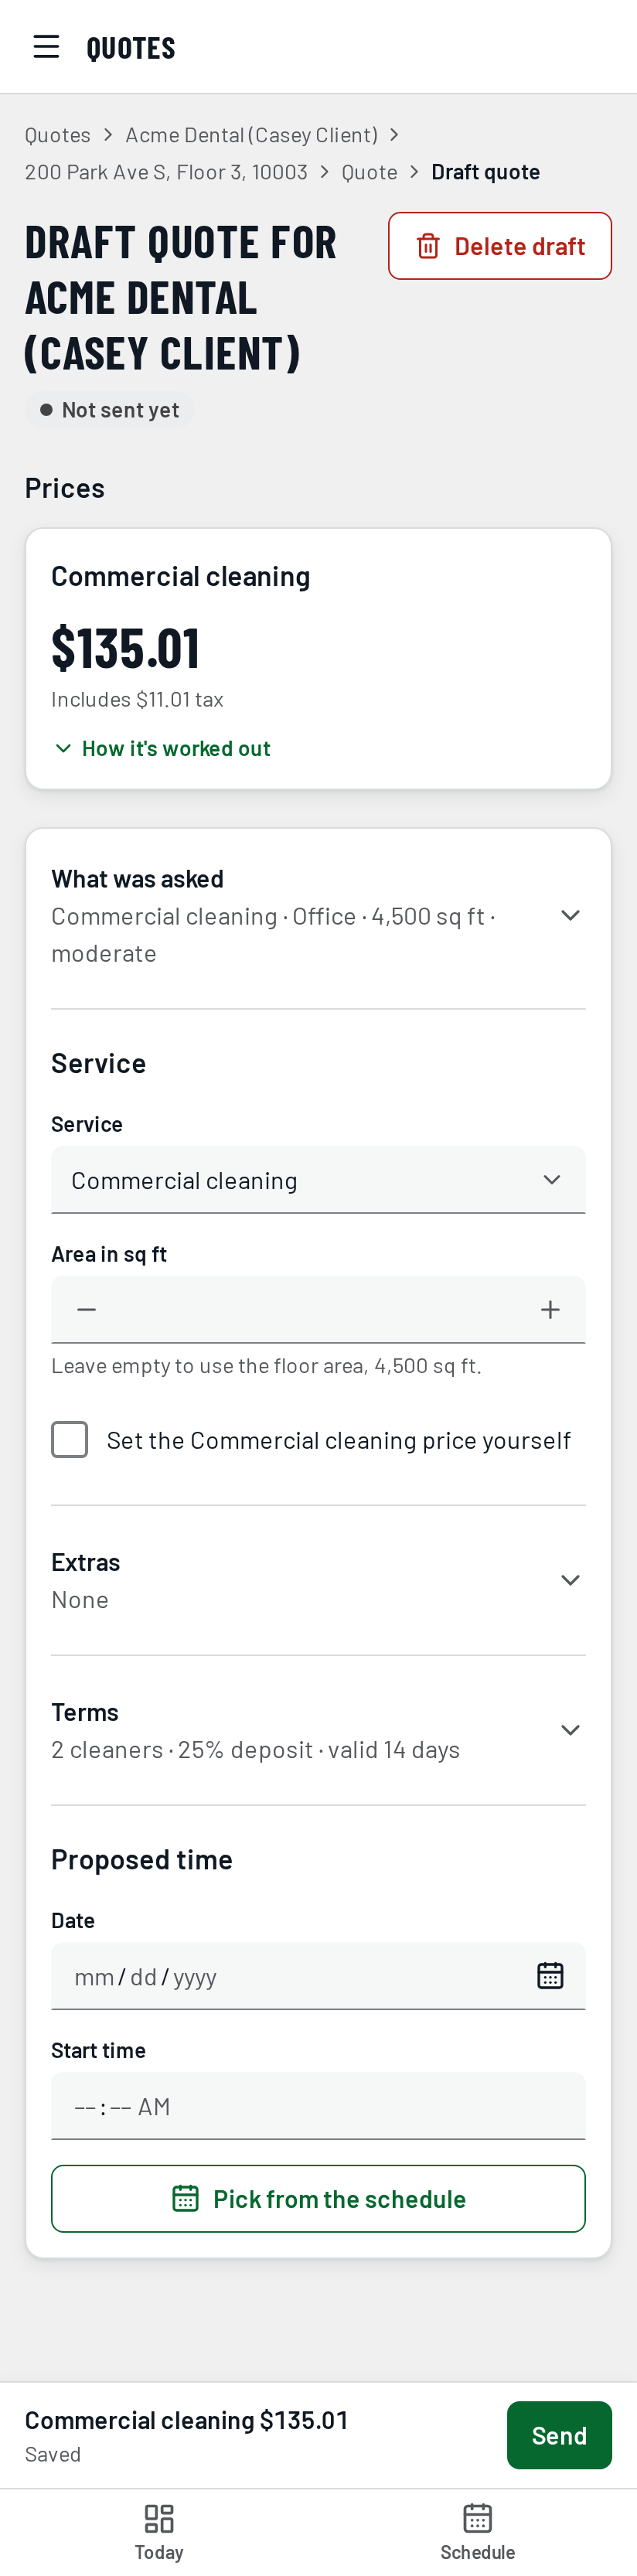 QUOTES
Quotes > Acme Dental (Casey Client) >
200 Park Ave S, Floor 3, 10003 > Quote > Draft quote
DRAFT QUOTE FOR
ACME DENTAL
(CASEY CLIENT)
Delete draft
Not sent yet
Prices
Commercial cleaning
$135.01
Includes $11.01 tax
How it's worked out
What was asked
Commercial cleaning · Office · 4,500 sq ft ·
moderate
Service
Service
Commercial cleaning
Area in sq ft
Leave empty to use the floor area, 4,500 sq ft.
Set the Commercial cleaning price yourself
Extras
None
Terms
2 cleaners · 25% deposit · valid 14 days
Proposed time
Date
mm/dd/yyyy
Start time
--:-- AM
Pick from the schedule
Commercial cleaning $135.01
Saved
Send
Today
Schedule